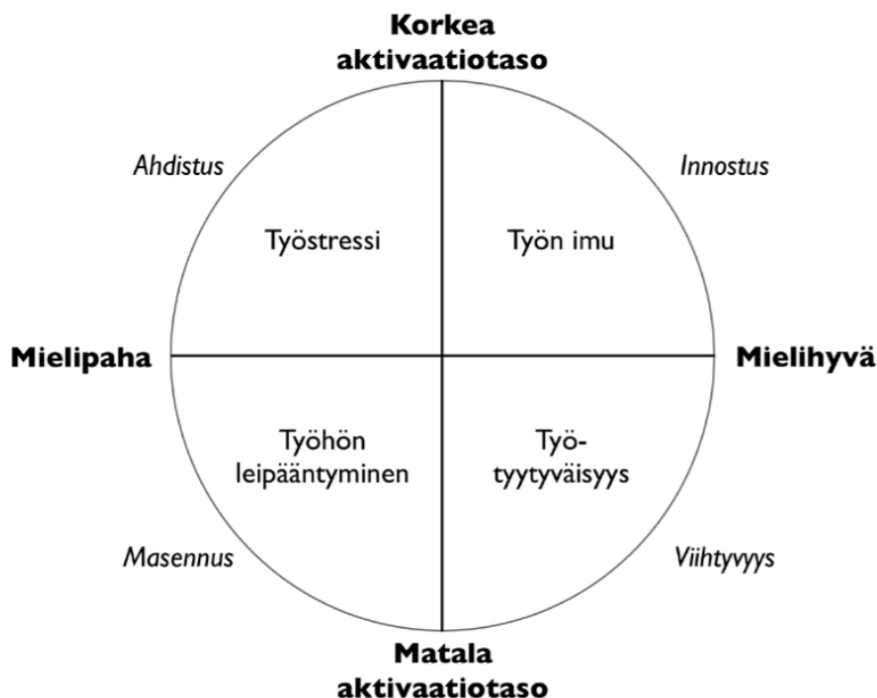 Korkea
aktivaatiotaso
Ahdistus
Innostus
Työstressi
Työn imu
Mielipaha
Mielihyvä
Työhön
leipääntyminen
Työ-
tyytyväisyys
Masennus
Viihtyvyys
Matala
aktivaatiotaso